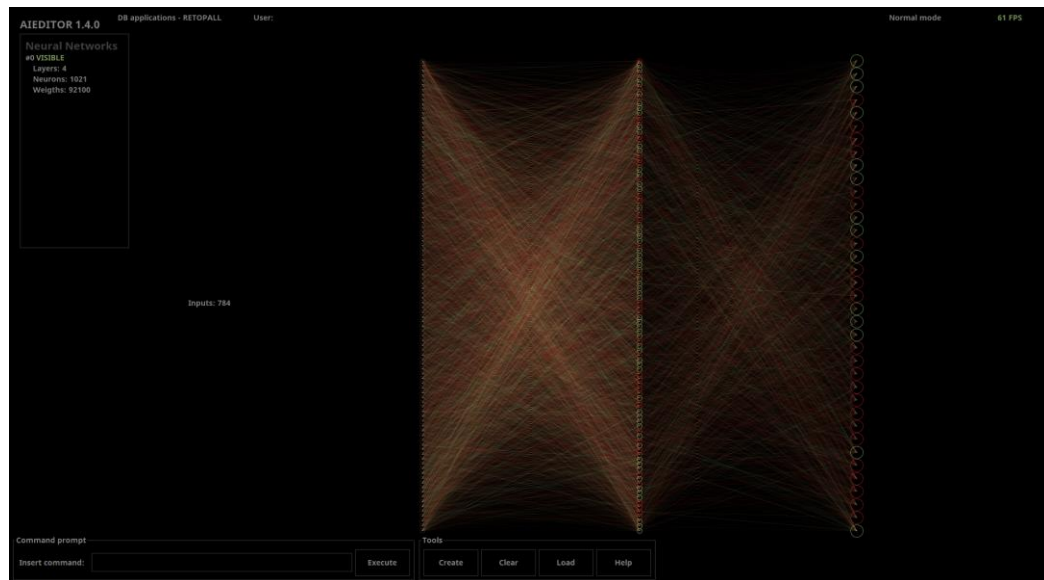 AIEDITOR 1.4.0
DB applications - RETOPALL
User:
Normal mode
61 FPS
Neural Networks
#0 VISIBLE
Layers: 4
Neurons: 1021
Weigths: 92100
Inputs: 784
Command prompt
Insert command:
Execute
Tools
Create
Clear
Load
Help